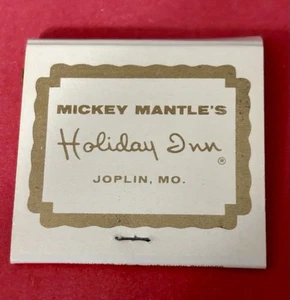 MICKEY MANTLE'S
Holiday Inn®
JOPLIN, MO.